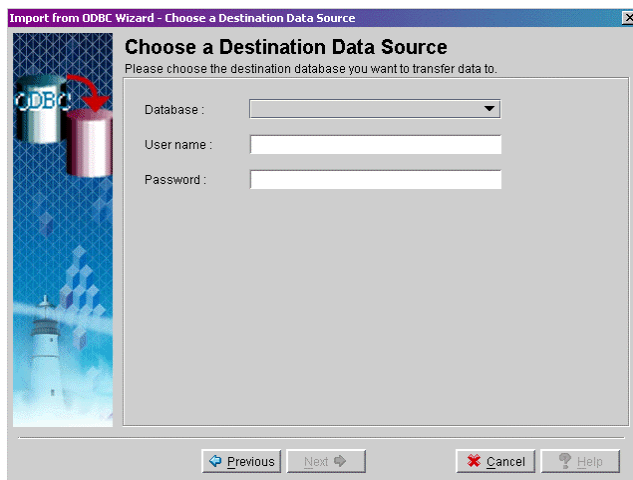 Import from ODBC Wizard - Choose a Destination Data Source
Choose a Destination Data Source
Please choose the destination database you want to transfer data to.
ODBC
Database :
User name :
Password :
Previous
Next
Cancel
Help